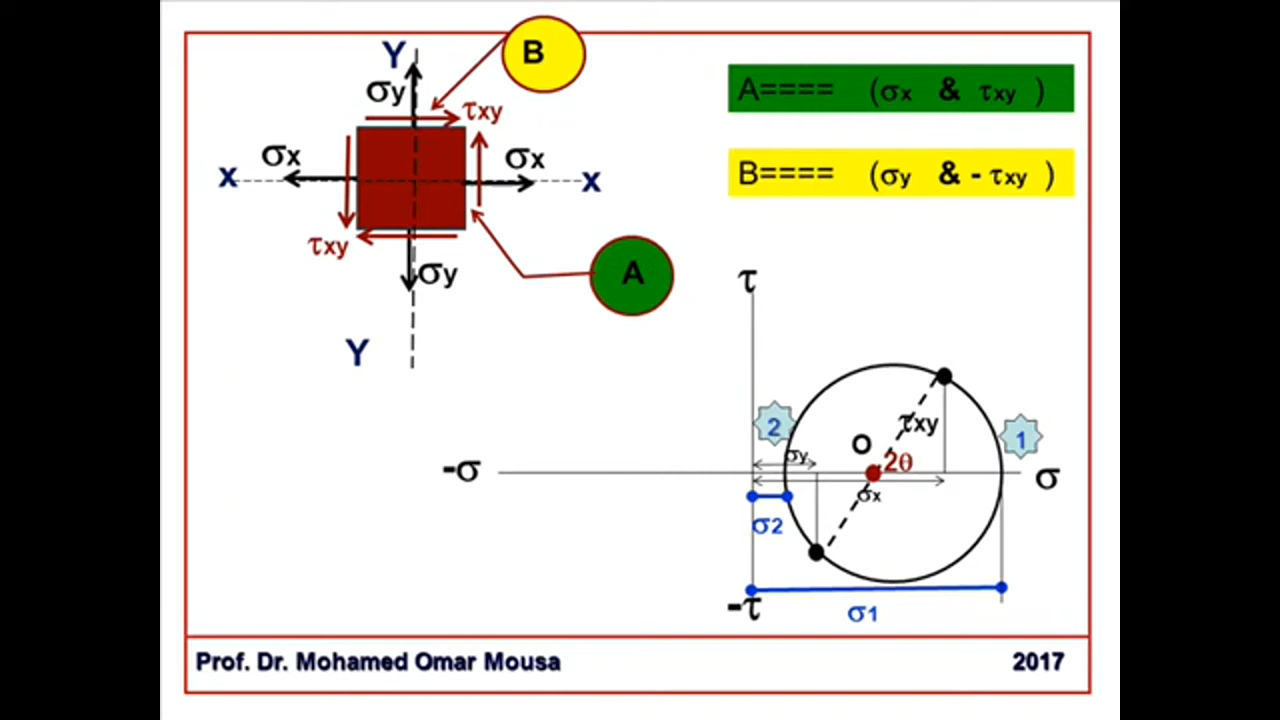 Y
B
σy
τxy
σx
σx
x
x
τxy
σy
A
Y
A==== (σx & τxy )
B==== (σy & - τxy )
τ
τxy
2
1
O
σy
2θ
-σ
σ
σx
σ2
-τ
σ1
Prof. Dr. Mohamed Omar Mousa
2017